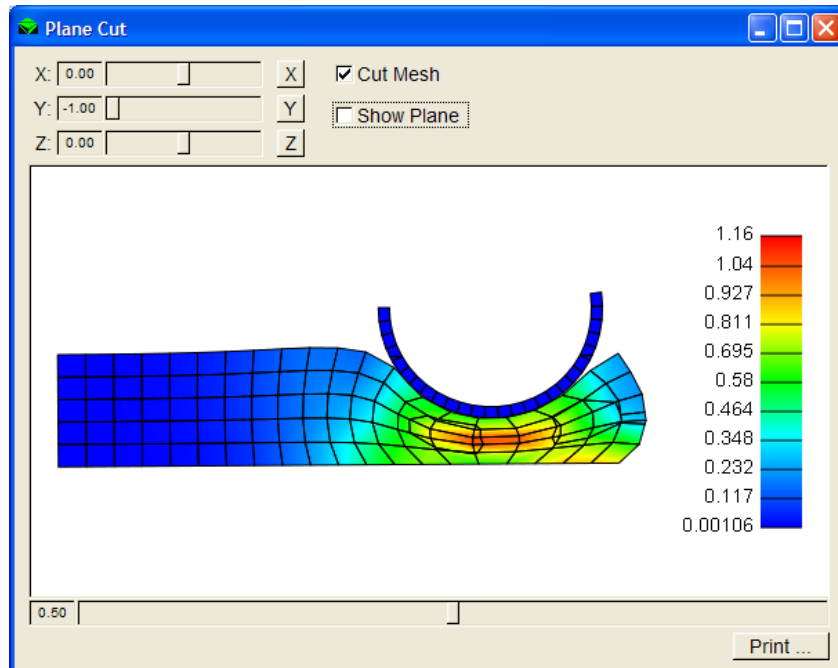 Plane Cut
X: 0.00 X Cut Mesh
Y: -1.00 Y Show Plane
Z: 0.00 Z
1.16
1.04
0.927
0.811
0.695
0.58
0.464
0.348
0.232
0.117
0.00106
0.50
Print ...